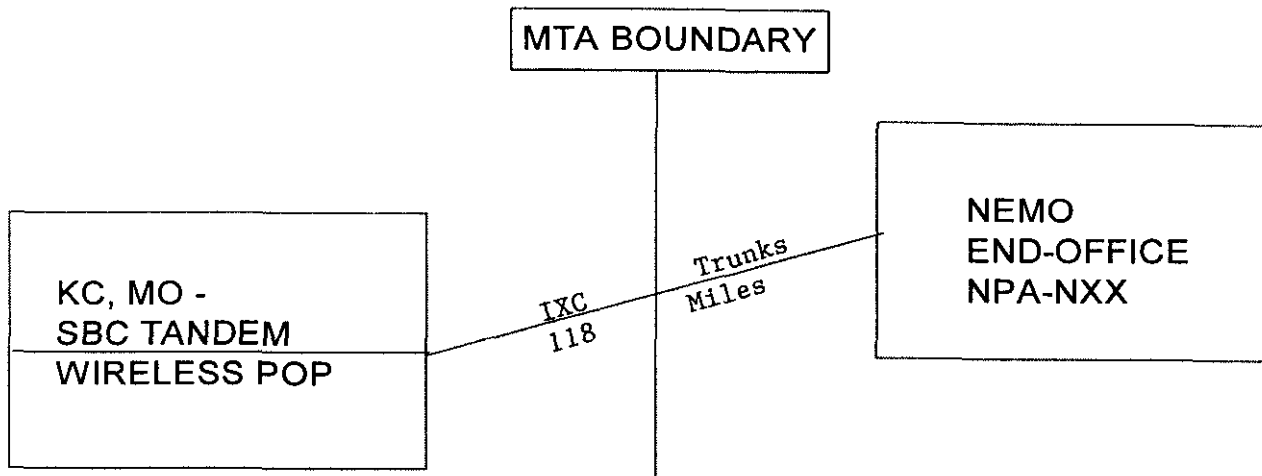 MTA BOUNDARY
KC, MO -
SBC TANDEM
WIRELESS POP
IXC Trunks
118 Miles
NEMO
END-OFFICE
NPA-NXX